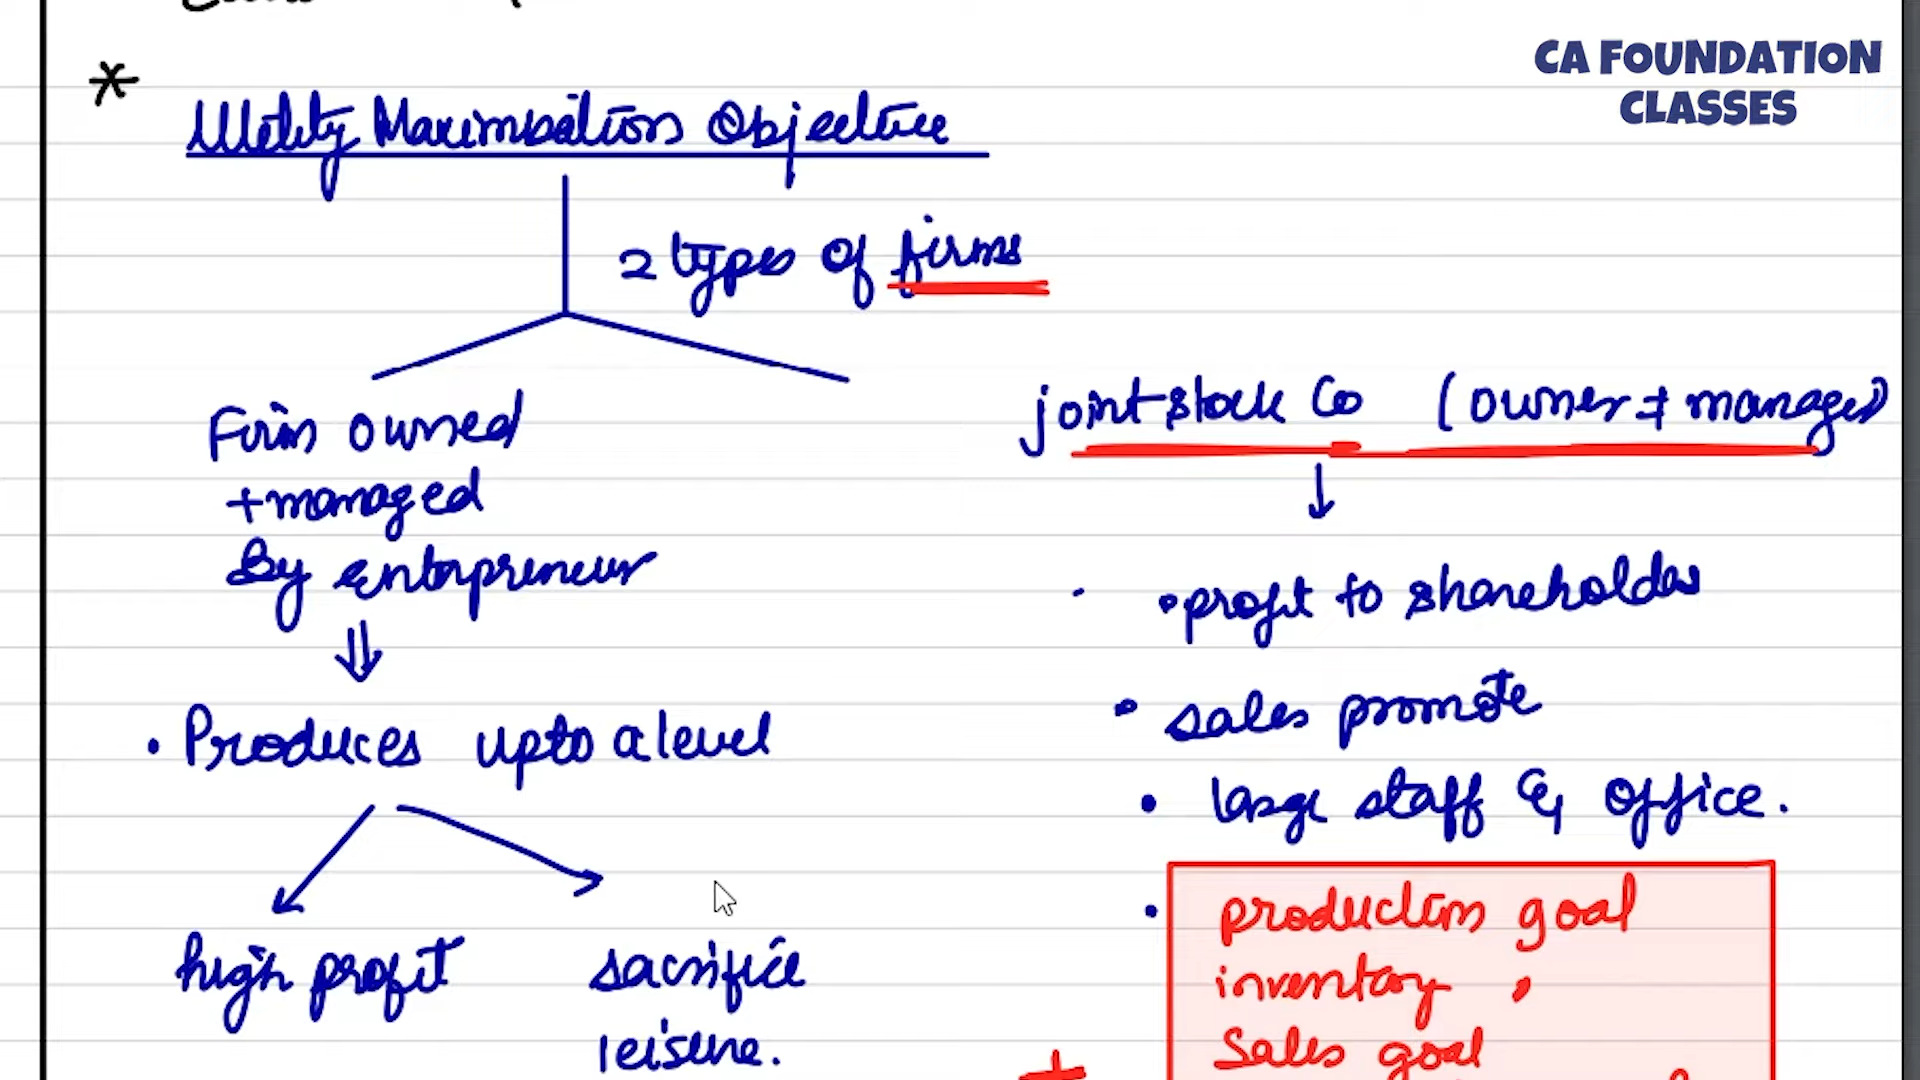 CA FOUNDATION
CLASSES
*
Utility Maximisation Objective
2 types of firms
Firm owned
+managed
By entrepreneur
• Produces upto a level
high profit
sacrifice
leisure.
joint stock Co (owner ≠ manager)
• profit to shareholder
• sales promote
• large staff & office.
• production goal
inventory "
Sales goal